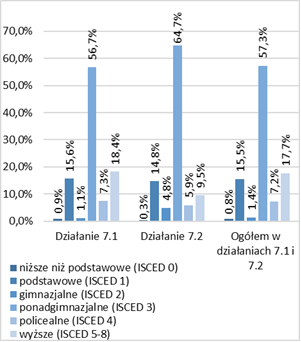 70,0%
60,0%
50,0%
40,0%
30,0%
20,0%
10,0%
0,0%
0,9%
15,6%
1,1%
56,7%
7,3%
18,4%
0,3%
14,8%
4,8%
64,7%
5,9%
9,5%
0,8%
15,5%
1,4%
57,3%
7,2%
17,7%
Działanie 7.1
Działanie 7.2
Ogółem w
działaniach 7.1 i
7.2
niższe niż podstawowe (ISCED 0)
podstawowe (ISCED 1)
gimnazjalne (ISCED 2)
ponadgimnazjalne (ISCED 3)
policealne (ISCED 4)
wyższe (ISCED 5-8)